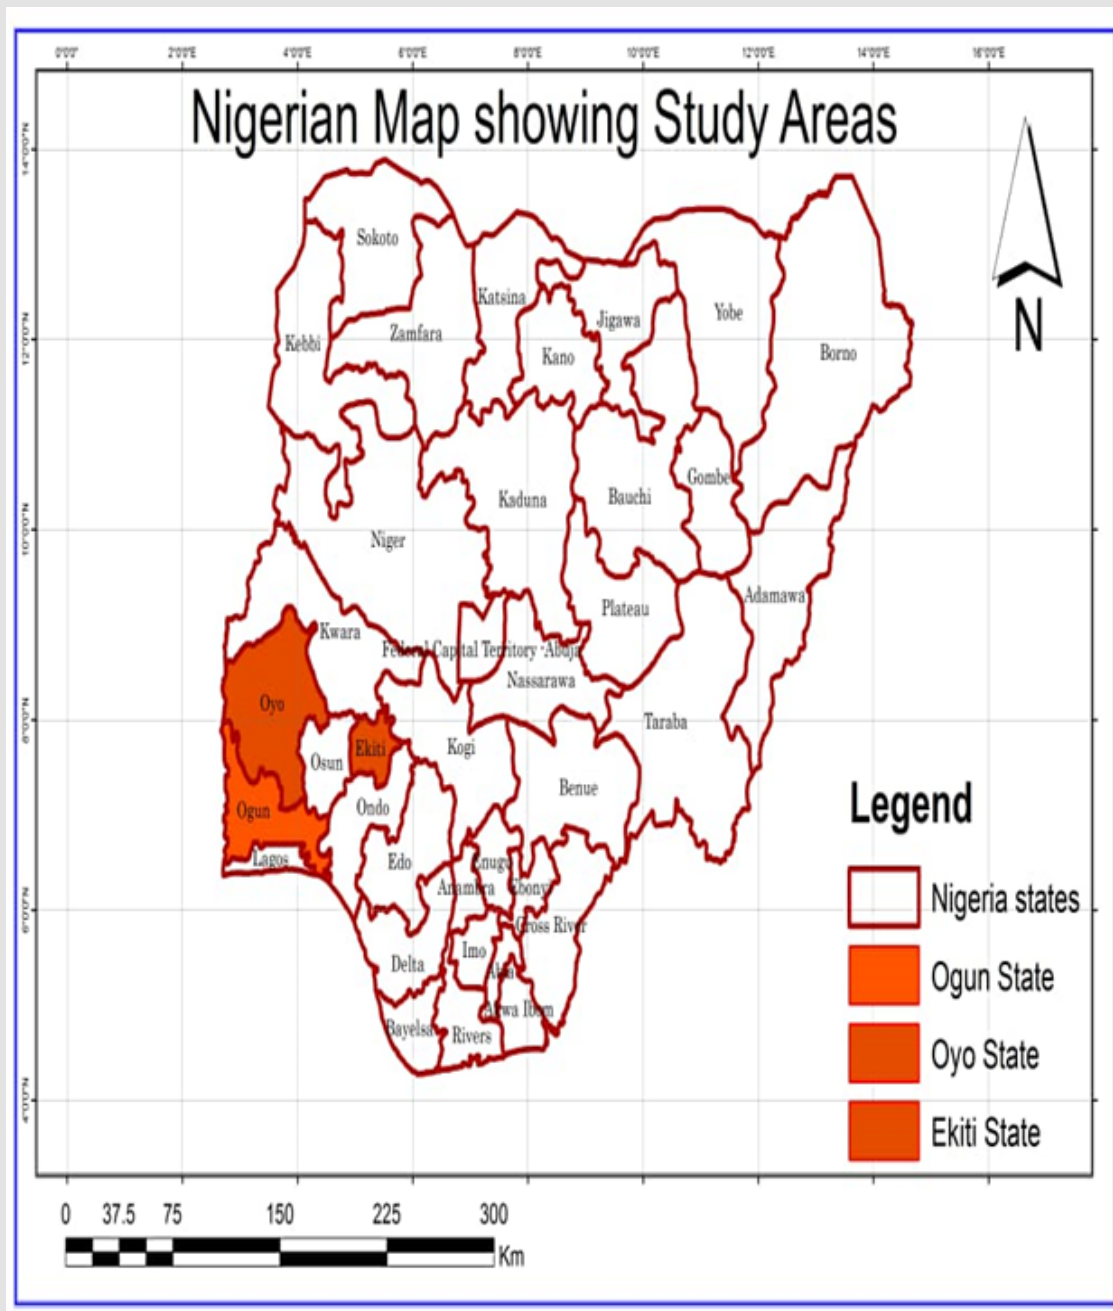 0°0'0" 2°0'0"E 4°0'0"E 6°0'0"E 8°0'0"E 10°0'0"E 12°0'0"E 14°0'0"E 16°0'0"E
Nigerian Map showing Study Areas
14°0'0"N
N
Sokoto
Katsina
Yobe
Jigawa
Zamfara
12°0'0"N
Kebbi
Kano
Borno
Gombe
Bauchi
Kaduna
10°0'0"N
Niger
Adamawa
Plateau
Kwara
Federal Capital Territory -Abuja
Nassarawa
Oyo
8°0'0"N
Taraba
Ekiti
Kogi
Osun
Benue
Ogun
Ondo
Lagos
Edo
Enugu
Anambra
Ebonyi
6°0'0"N
Cross River
Imo
Delta
Abia
Akwa Ibom
Bayelsa
Rivers
4°0'0"N
Legend
Nigeria states
Ogun State
Oyo State
Ekiti State
0 37.5 75 150 225 300
Km